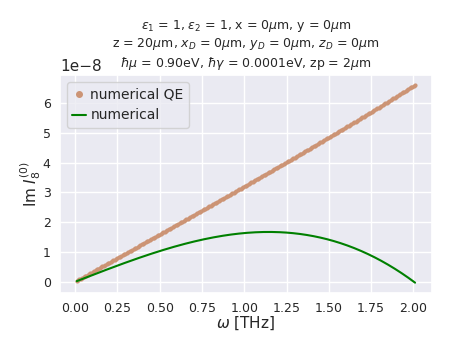 ε₁ = 1, ε₂ = 1, x = 0μm, y = 0μm
z = 20μm, x_D = 0μm, y_D = 0μm, z_D = 0μm
ℏμ = 0.90eV, ℏγ = 0.0001eV, zp = 2μm
1e−8
numerical QE
numerical
6
5
4
3
2
1
0
Im I₈⁽⁰⁾
0.00 0.25 0.50 0.75 1.00 1.25 1.50 1.75 2.00
ω [THz]